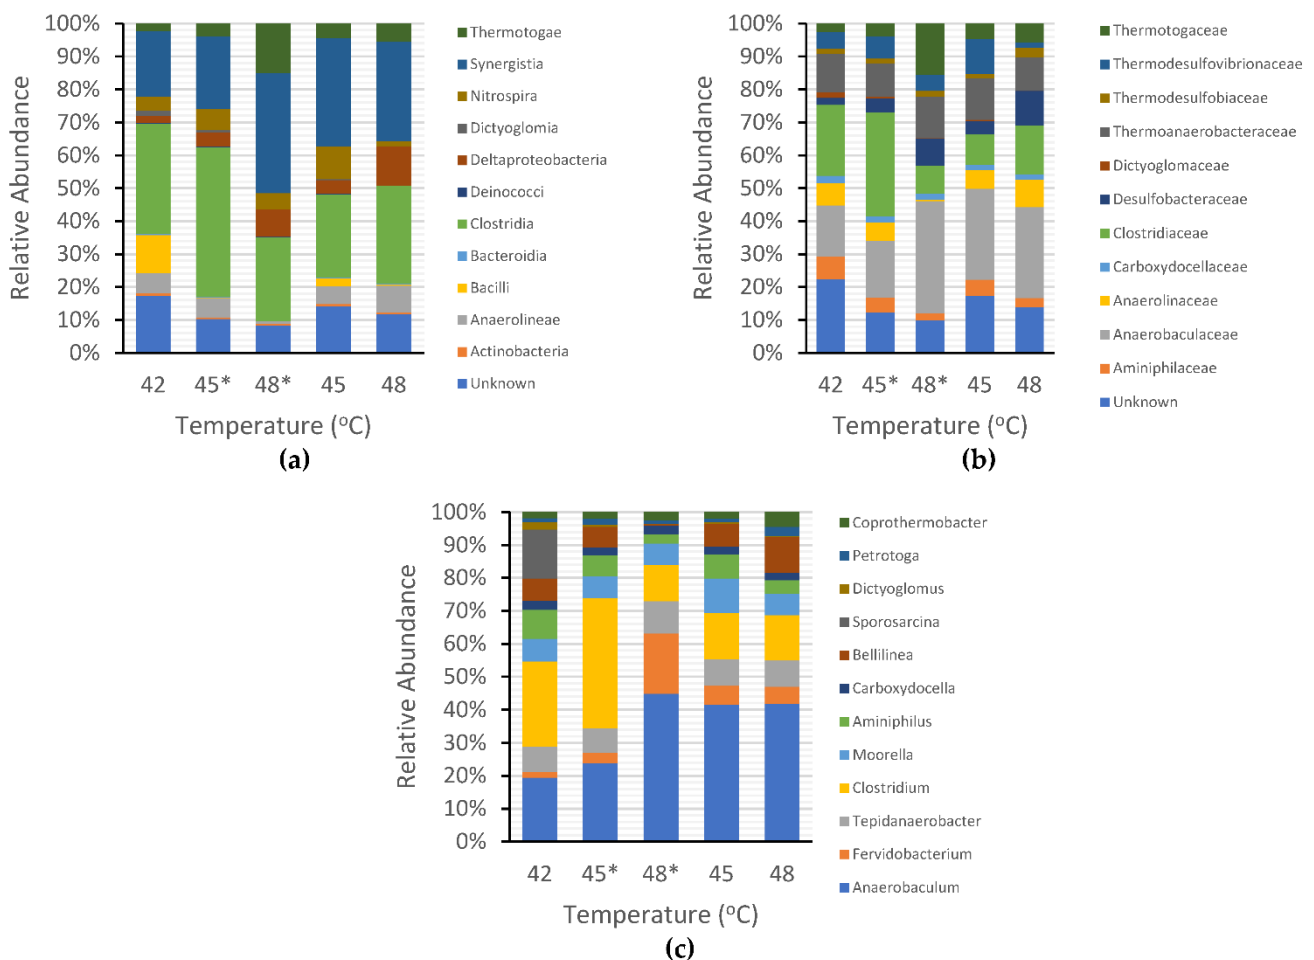 100%
90%
80%
70%
60%
50%
40%
30%
20%
10%
0%
Relative Abundance
42 45* 48* 45 48
Temperature (oC)
(a)
Thermotogae
Synergistia
Nitrospira
Dictyoglomia
Deltaproteobacteria
Deinococci
Clostridia
Bacteroidia
Bacilli
Anaerolineae
Actinobacteria
Unknown
100%
90%
80%
70%
60%
50%
40%
30%
20%
10%
0%
Relative Abundance
42 45* 48* 45 48
Temperature (oC)
(b)
Thermotogaceae
Thermodesulfovibrionaceae
Thermodesulfobiaceae
Thermoanaerobacteraceae
Dictyoglomaceae
Desulfobacteraceae
Clostridiaceae
Carboxydocellaceae
Anaerolinaceae
Anaerobaculaceae
Aminiphilaceae
Unknown
100%
90%
80%
70%
60%
50%
40%
30%
20%
10%
0%
Relative Abundance
42 45* 48* 45 48
Temperature (oC)
(c)
Coprothermobacter
Petrotoga
Dictyoglomus
Sporosarcina
Bellilinea
Carboxydocella
Aminiphilus
Moorella
Clostridium
Tepidanaerobacter
Fervidobacterium
Anaerobaculum